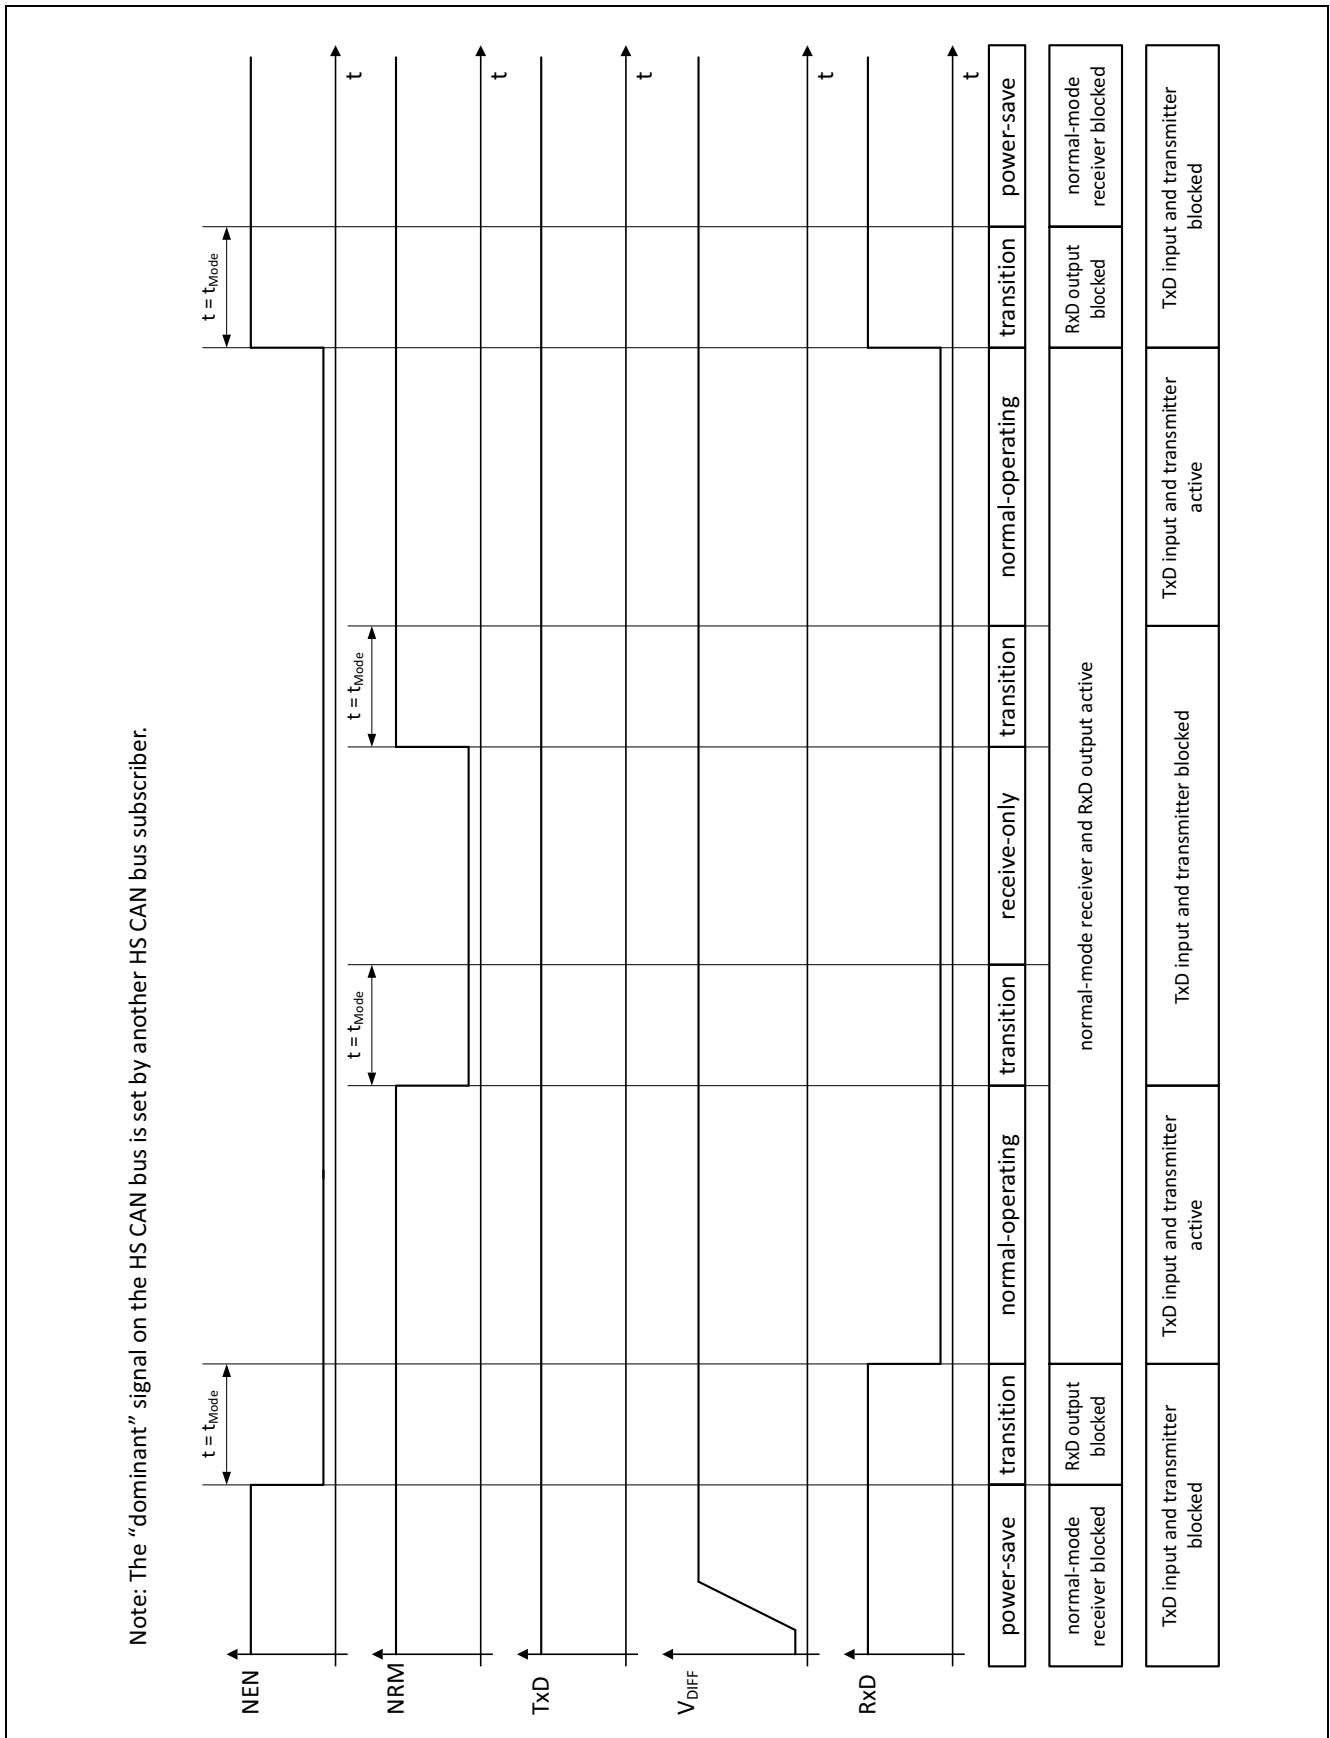 Note: The “dominant” signal on the HS CAN bus is set by another HS CAN bus subscriber.
t = tMode
t = tMode
NEN
t
t = tMode
t = tMode
NRM
t
TxD
t
VDIFF
t
RxD
t
power-save
transition
normal-operating
transition
receive-only
transition
normal-operating
transition
power-save
normal-mode
receiver blocked
RxD output
blocked
normal-mode receiver and RxD output active
RxD output
blocked
normal-mode
receiver blocked
TxD input and transmitter
blocked
TxD input and transmitter
active
TxD input and transmitter blocked
TxD input and transmitter
active
TxD input and transmitter
blocked